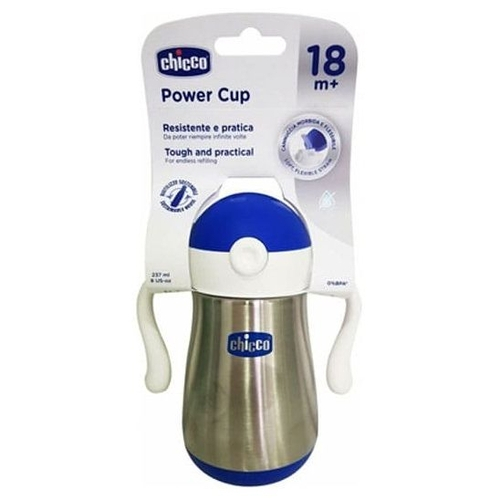 chicco
18
m+
Power Cup
Resistente e pratica
Da poter riempire infinite volte
Tough and practical
For endless refilling
CANNUCCIA MORBIDA E FLESSIBILE
SOFT FLEXIBLE STRAW
237 ml
8 US-oz
0%BPA*
chicco